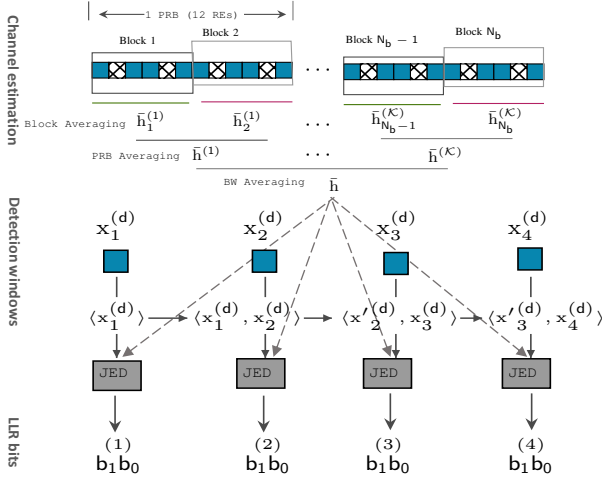 1 PRB (12 REs)
Block 1
Block 2
Block N_b − 1
Block N_b
Channel estimation
· · ·
Block Averaging
h̄_1^(1)
h̄_2^(1)
· · ·
h̄_{N_b−1}^(𝒦)
h̄_{N_b}^(𝒦)
PRB Averaging
h̄^(1)
· · ·
h̄^(𝒦)
BW Averaging
h̄
Detection windows
x_1^(d)
x_2^(d)
x_3^(d)
x_4^(d)
⟨x_1^(d)⟩
⟨x_1^(d), x_2^(d)⟩
⟨x'_2^(d), x_3^(d)⟩
⟨x'_3^(d), x_4^(d)⟩
JED
JED
JED
JED
LLR bits
(1)
b_1b_0
(2)
b_1b_0
(3)
b_1b_0
(4)
b_1b_0